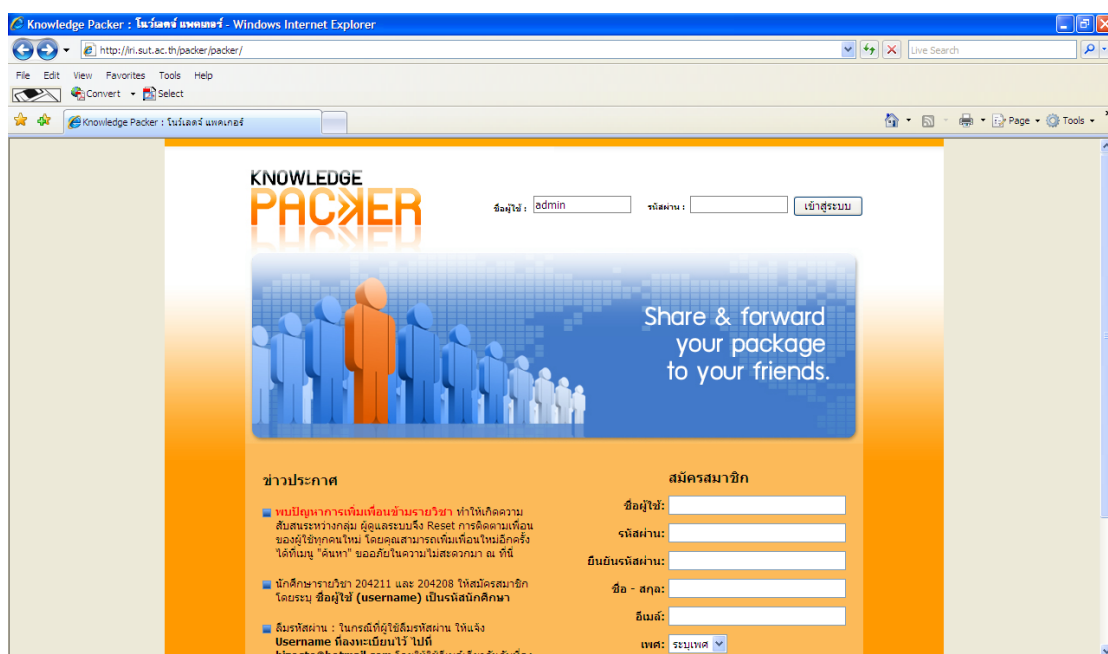 Knowledge Packer : โนว์เลดจ์ แพคเกอร์ - Windows Internet Explorer
http://iri.sut.ac.th/packer/packer/
Live Search
File Edit View Favorites Tools Help
Convert Select
Knowledge Packer : โนว์เลดจ์ แพคเกอร์
Page Tools
KNOWLEDGE
PACKER
ชื่อผู้ใช้ : admin รหัสผ่าน : เข้าสู่ระบบ
Share & forward
your package
to your friends.
ข่าวประกาศ
พบปัญหาการเพิ่มเพื่อนข้ามรายวิชา ทำให้เกิดความ
สับสนระหว่างกลุ่ม ผู้ดูแลระบบจึง Reset การติดตามเพื่อน
ของผู้ใช้ทุกคนใหม่ โดยคุณสามารถเพิ่มเพื่อนใหม่อีกครั้ง
ได้ที่เมนู "ค้นหา" ขออภัยในความไม่สะดวกมา ณ ที่นี้
นักศึกษารายวิชา 204211 และ 204208 ให้สมัครสมาชิก
โดยระบุ ชื่อผู้ใช้ (username) เป็นรหัสนักศึกษา
ลืมรหัสผ่าน : ในกรณีที่ผู้ใช้ลืมรหัสผ่าน ให้แจ้ง
Username ที่ลงทะเบียนไว้ ไปที่
สมัครสมาชิก
ชื่อผู้ใช้:
รหัสผ่าน:
ยืนยันรหัสผ่าน:
ชื่อ - สกุล:
อีเมล์:
เพศ: ระบุเพศ